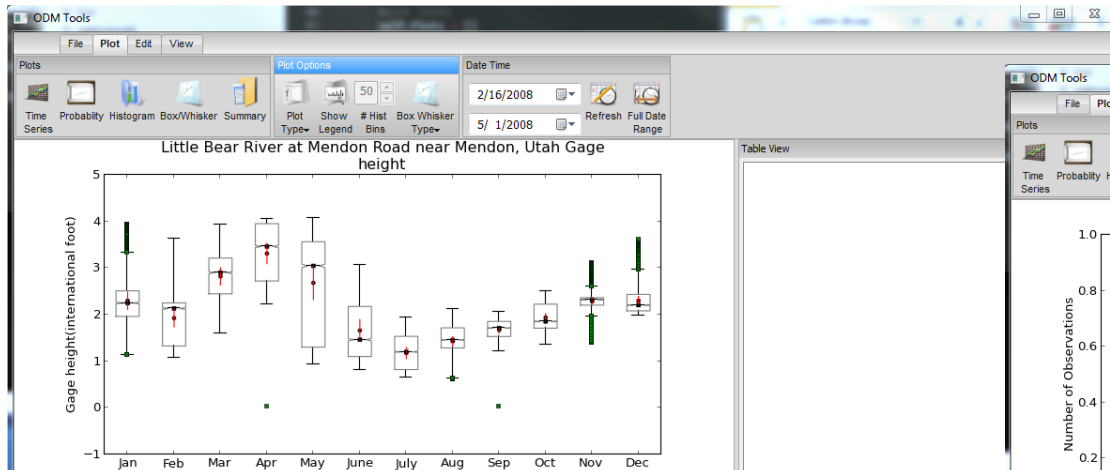 ODM Tools
File Plot Edit View
Plots
Plot Options
Date Time
Time Series
Probablity
Histogram
Box/Whisker
Summary
Plot Type
Show Legend
50
# Hist Bins
Box Whisker Type
2/16/2008
5/ 1/2008
Refresh
Full Date Range
Little Bear River at Mendon Road near Mendon, Utah Gage
height
Gage height(international foot)
5
4
3
2
1
0
−1
Jan Feb Mar Apr May June July Aug Sep Oct Nov Dec
Table View
ODM Tools
File
Plots
Time Series
Probablity
Number of Observations
1.0
0.8
0.6
0.4
0.2